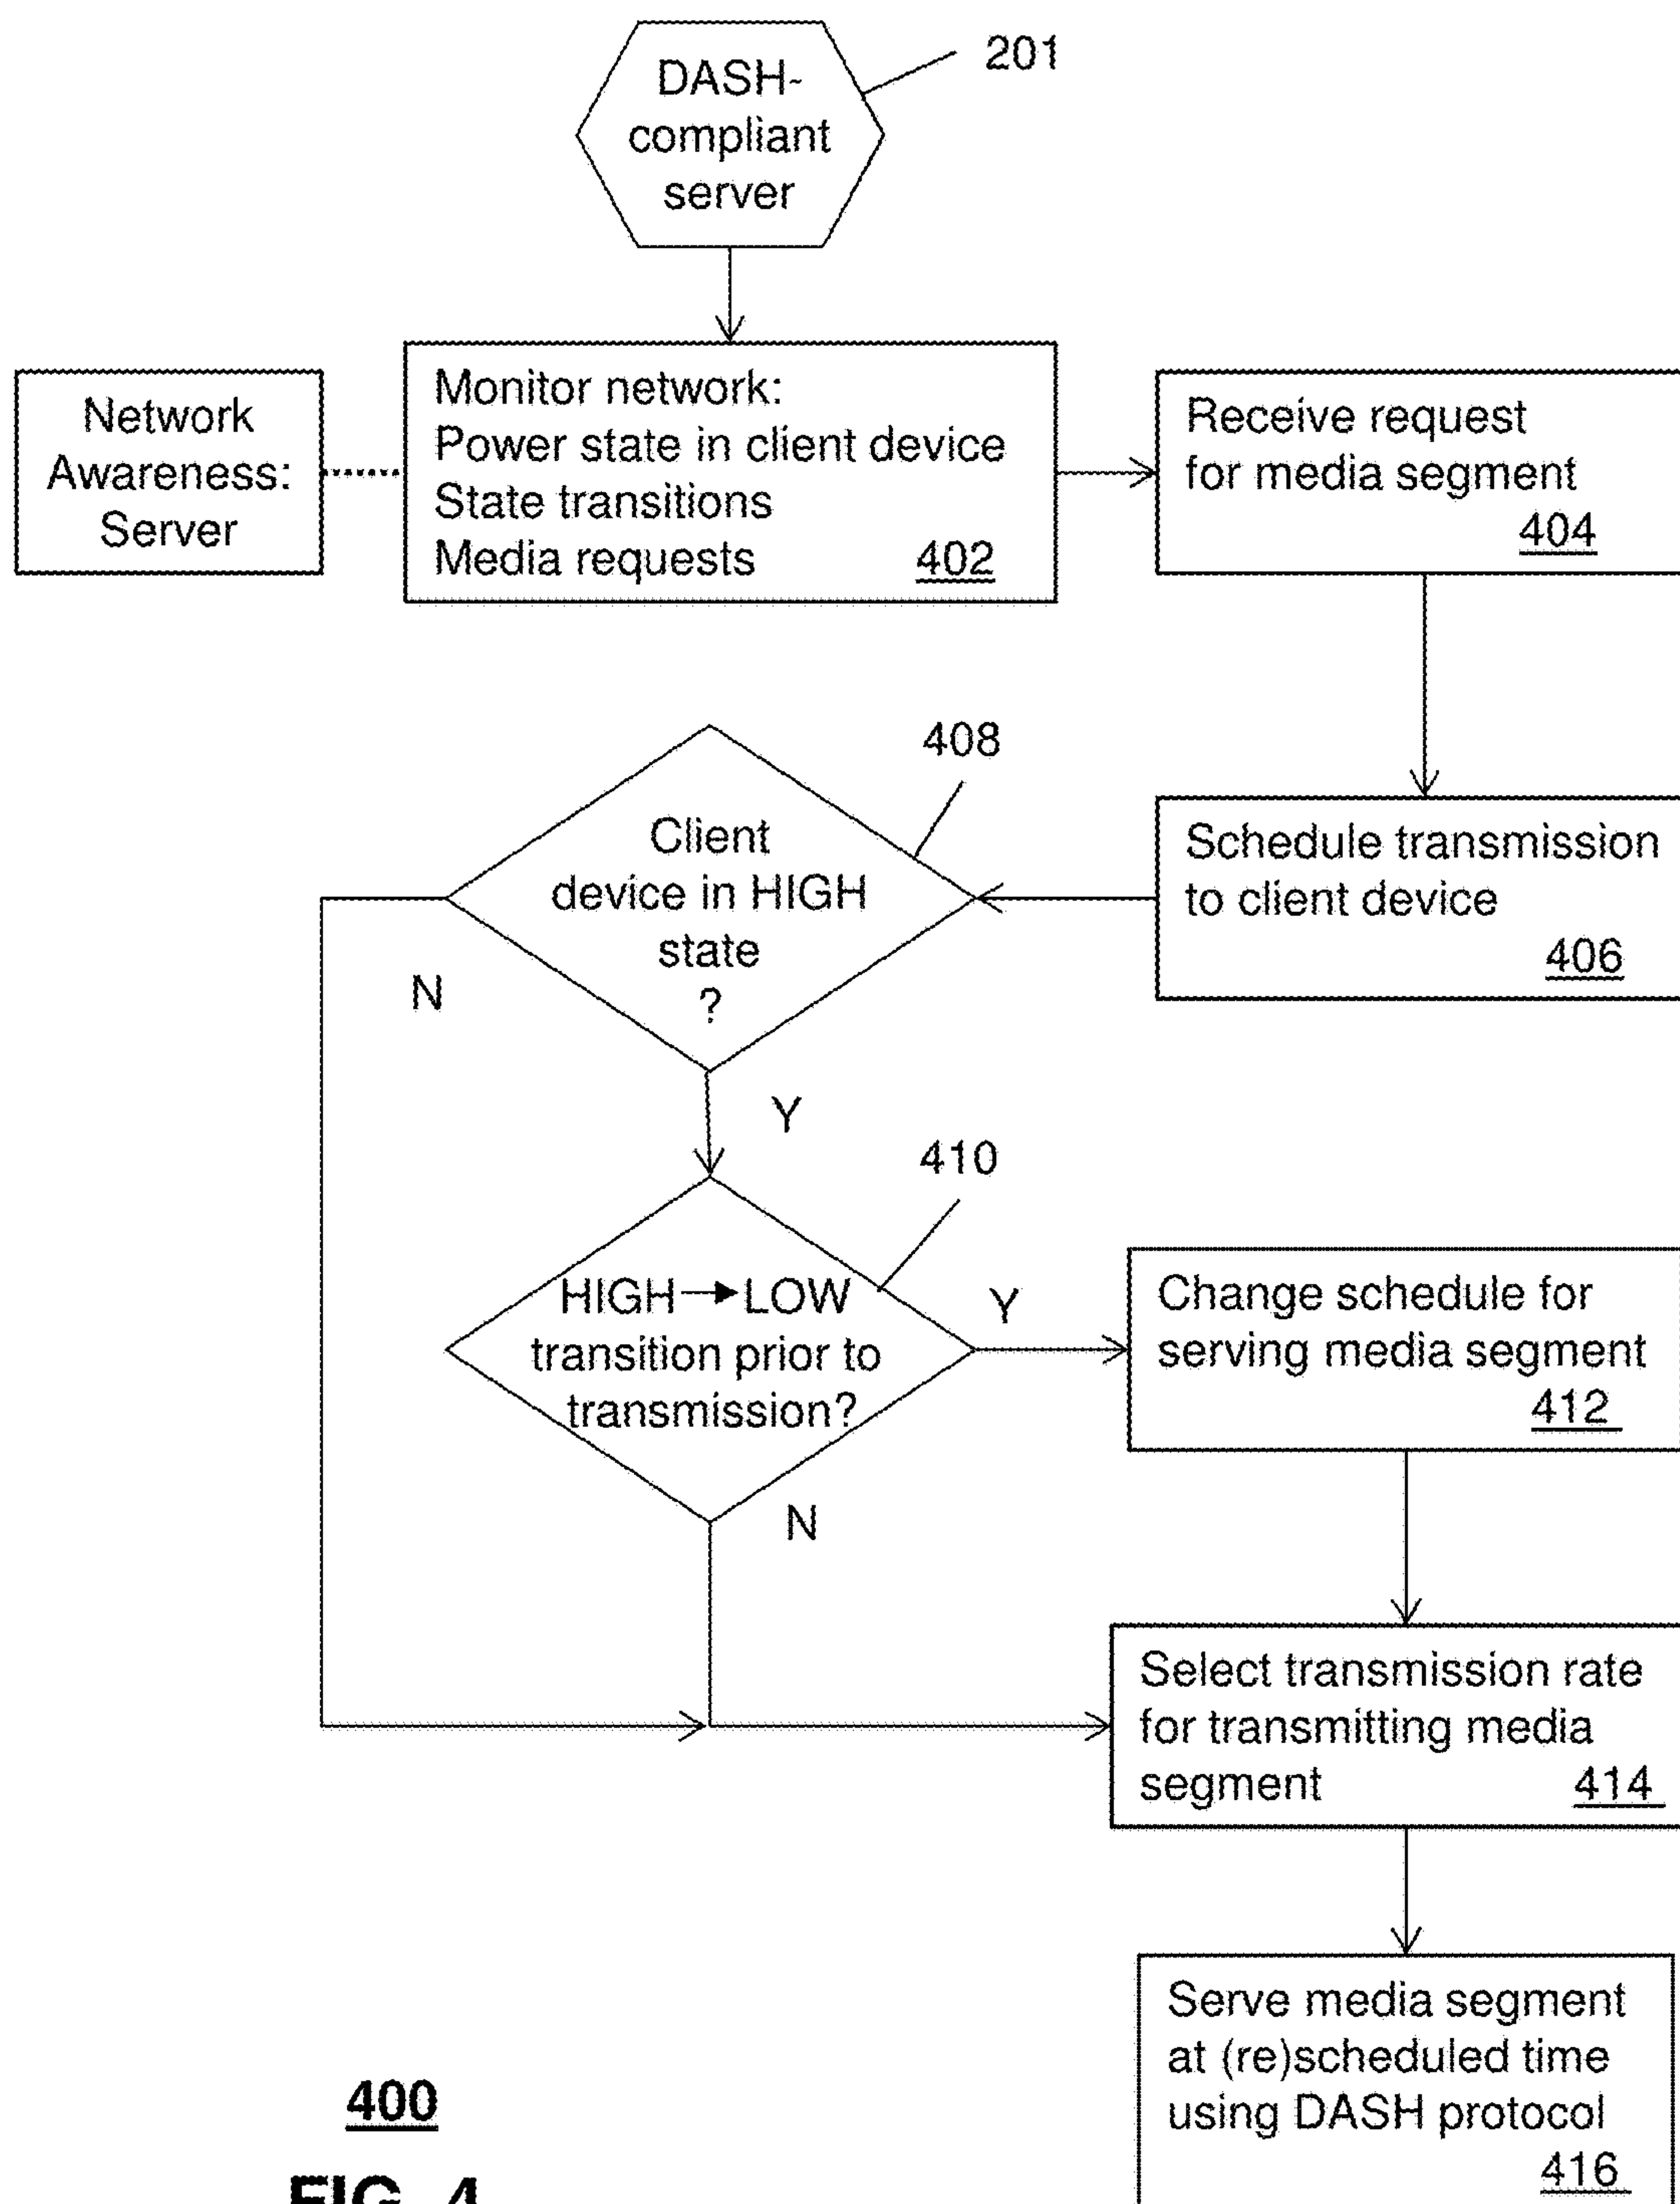 DASH-
compliant
server
201
Network
Awareness:
Server
Monitor network:
Power state in client device
State transitions
Media requests 402
Receive request
for media segment
404
Schedule transmission
to client device
406
408
Client
device in HIGH
state
?
N
Y
410
HIGH→LOW
transition prior to
transmission?
Y
N
Change schedule for
serving media segment
412
Select transmission rate
for transmitting media
segment 414
Serve media segment
at (re)scheduled time
using DASH protocol
416
400
FIG. 4